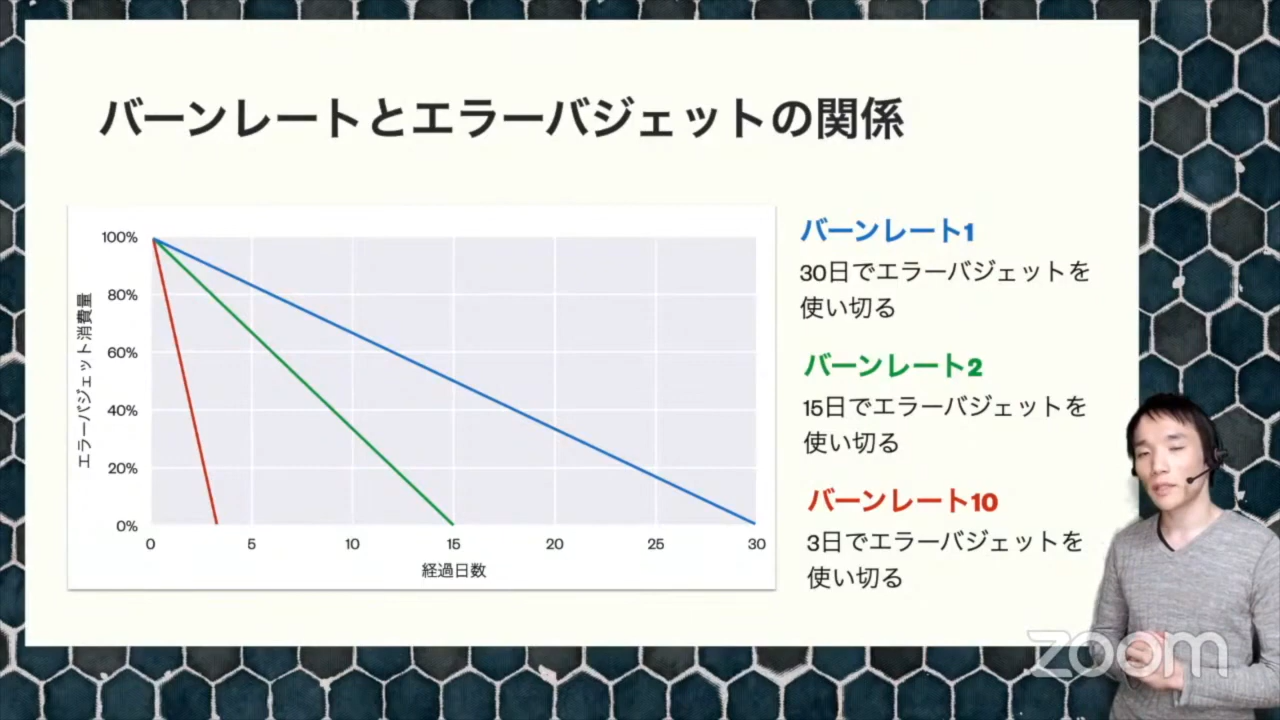 バーンレートとエラーバジェットの関係
エラーバジェット消費量
100%
80%
60%
40%
20%
0%
0 5 10 15 20 25 30
経過日数
バーンレート1
30日でエラーバジェットを
使い切る
バーンレート2
15日でエラーバジェットを
使い切る
バーンレート10
3日でエラーバジェットを
使い切る
zoom